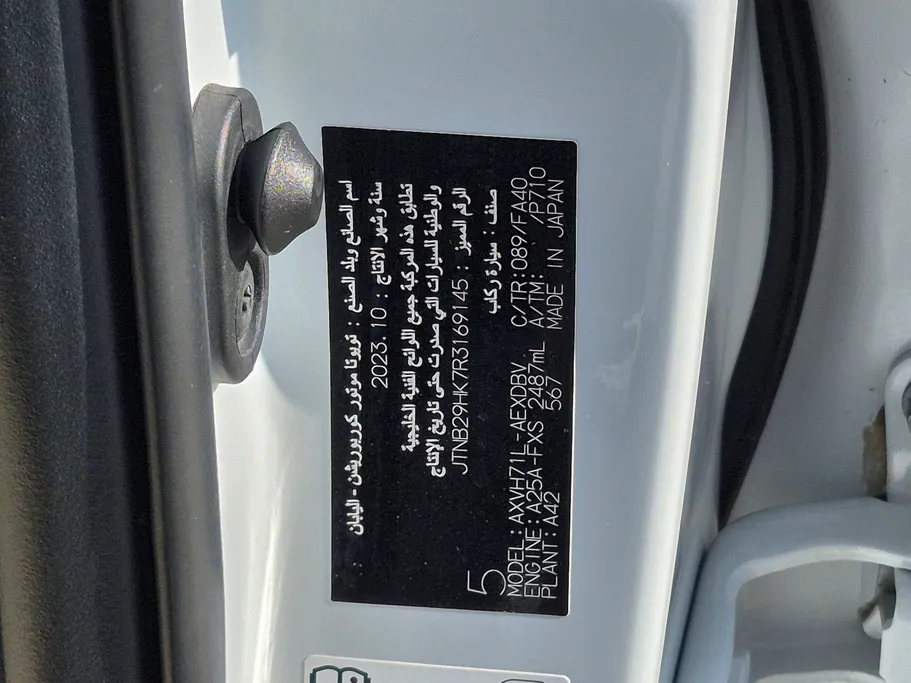 اسم الصانع وبلد الصنع : تويوتا موتور كوربوريشن - اليابان
سنة وشهر الانتاج : 2023.10
تطابق هذه المركبة جميع اللوائح الفنية الخليجية
والوطنية للسيارات التي صدرت حتى تاريخ الإنتاج
الرقم المميز : JTNB29HK7R3169145
صنف : سيارة ركاب
5
MODEL:AXVH71L-AEXDBV C/TR:089/FA40
ENGINE:A25A-FXS 2487mL A/TM: /P710
PLANT:A42 567 MADE IN JAPAN